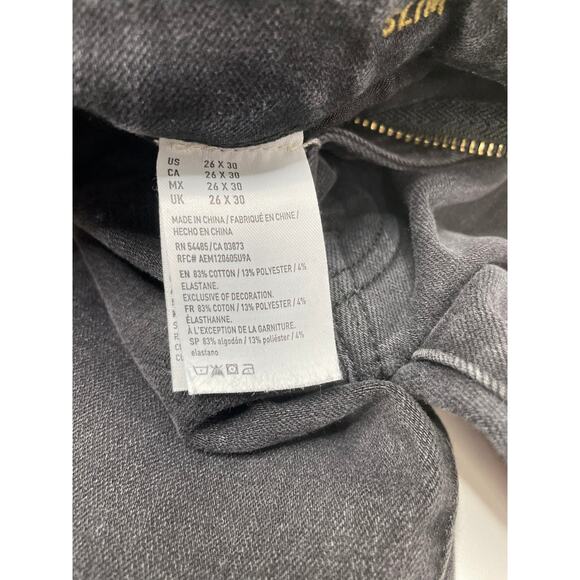 SLIM
US 26 X 30
CA 26 X 30
MX 26 X 30
UK 26 X 30
MADE IN CHINA / FABRIQUÉ EN CHINE /
HECHO EN CHINA
RN 54485 / CA 03873
RFC# AEM120605U9A
EN 83% COTTON / 13% POLYESTER / 4%
ELASTANE.
EXCLUSIVE OF DECORATION.
FR 83% COTON / 13% POLYESTER / 4%
ÉLASTHANNE.
À L'EXCEPTION DE LA GARNITURE.
SP 83% algodón / 13% poliéster / 4%
elastano